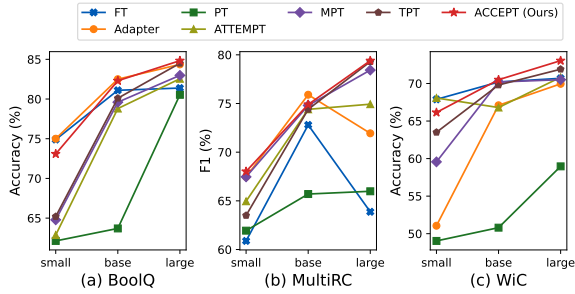 FT PT MPT TPT ACCEPT (Ours)
Adapter ATTEMPT
Accuracy (%)
85
80
75
70
65
small base large
(a) BoolQ
F1 (%)
80
75
70
65
60
small base large
(b) MultiRC
Accuracy (%)
70
65
60
55
50
small base large
(c) WiC